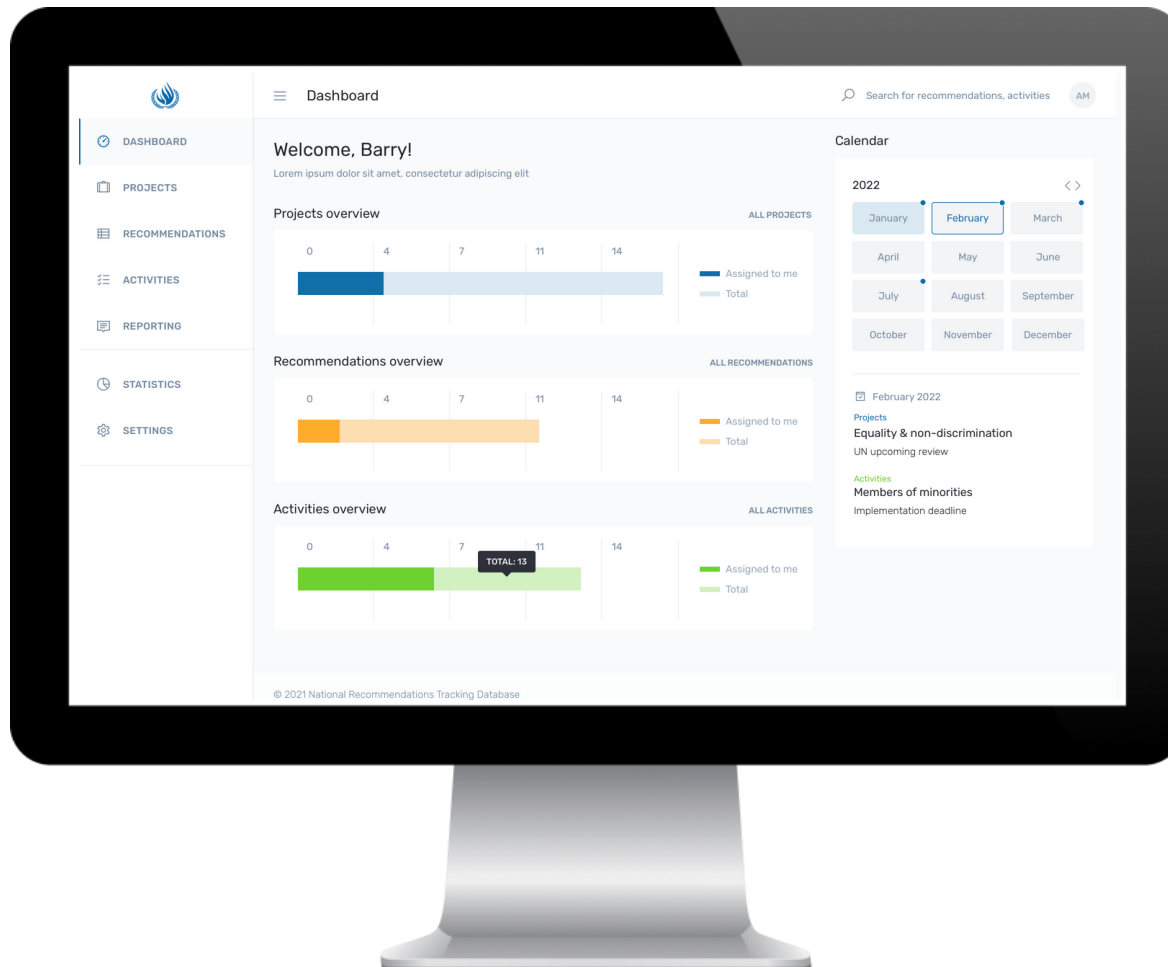 Dashboard
Search for recommendations, activities
AM
DASHBOARD
PROJECTS
RECOMMENDATIONS
ACTIVITIES
REPORTING
STATISTICS
SETTINGS
Welcome, Barry!
Lorem ipsum dolor sit amet, consectetur adipiscing elit
Projects overview
ALL PROJECTS
0 4 7 11 14
Assigned to me
Total
Recommendations overview
ALL RECOMMENDATIONS
0 4 7 11 14
Assigned to me
Total
Activities overview
ALL ACTIVITIES
0 4 7 11 14
TOTAL: 13
Assigned to me
Total
© 2021 National Recommendations Tracking Database
Calendar
2022
January February March
April May June
July August September
October November December
February 2022
Projects
Equality & non-discrimination
UN upcoming review
Activities
Members of minorities
Implementation deadline